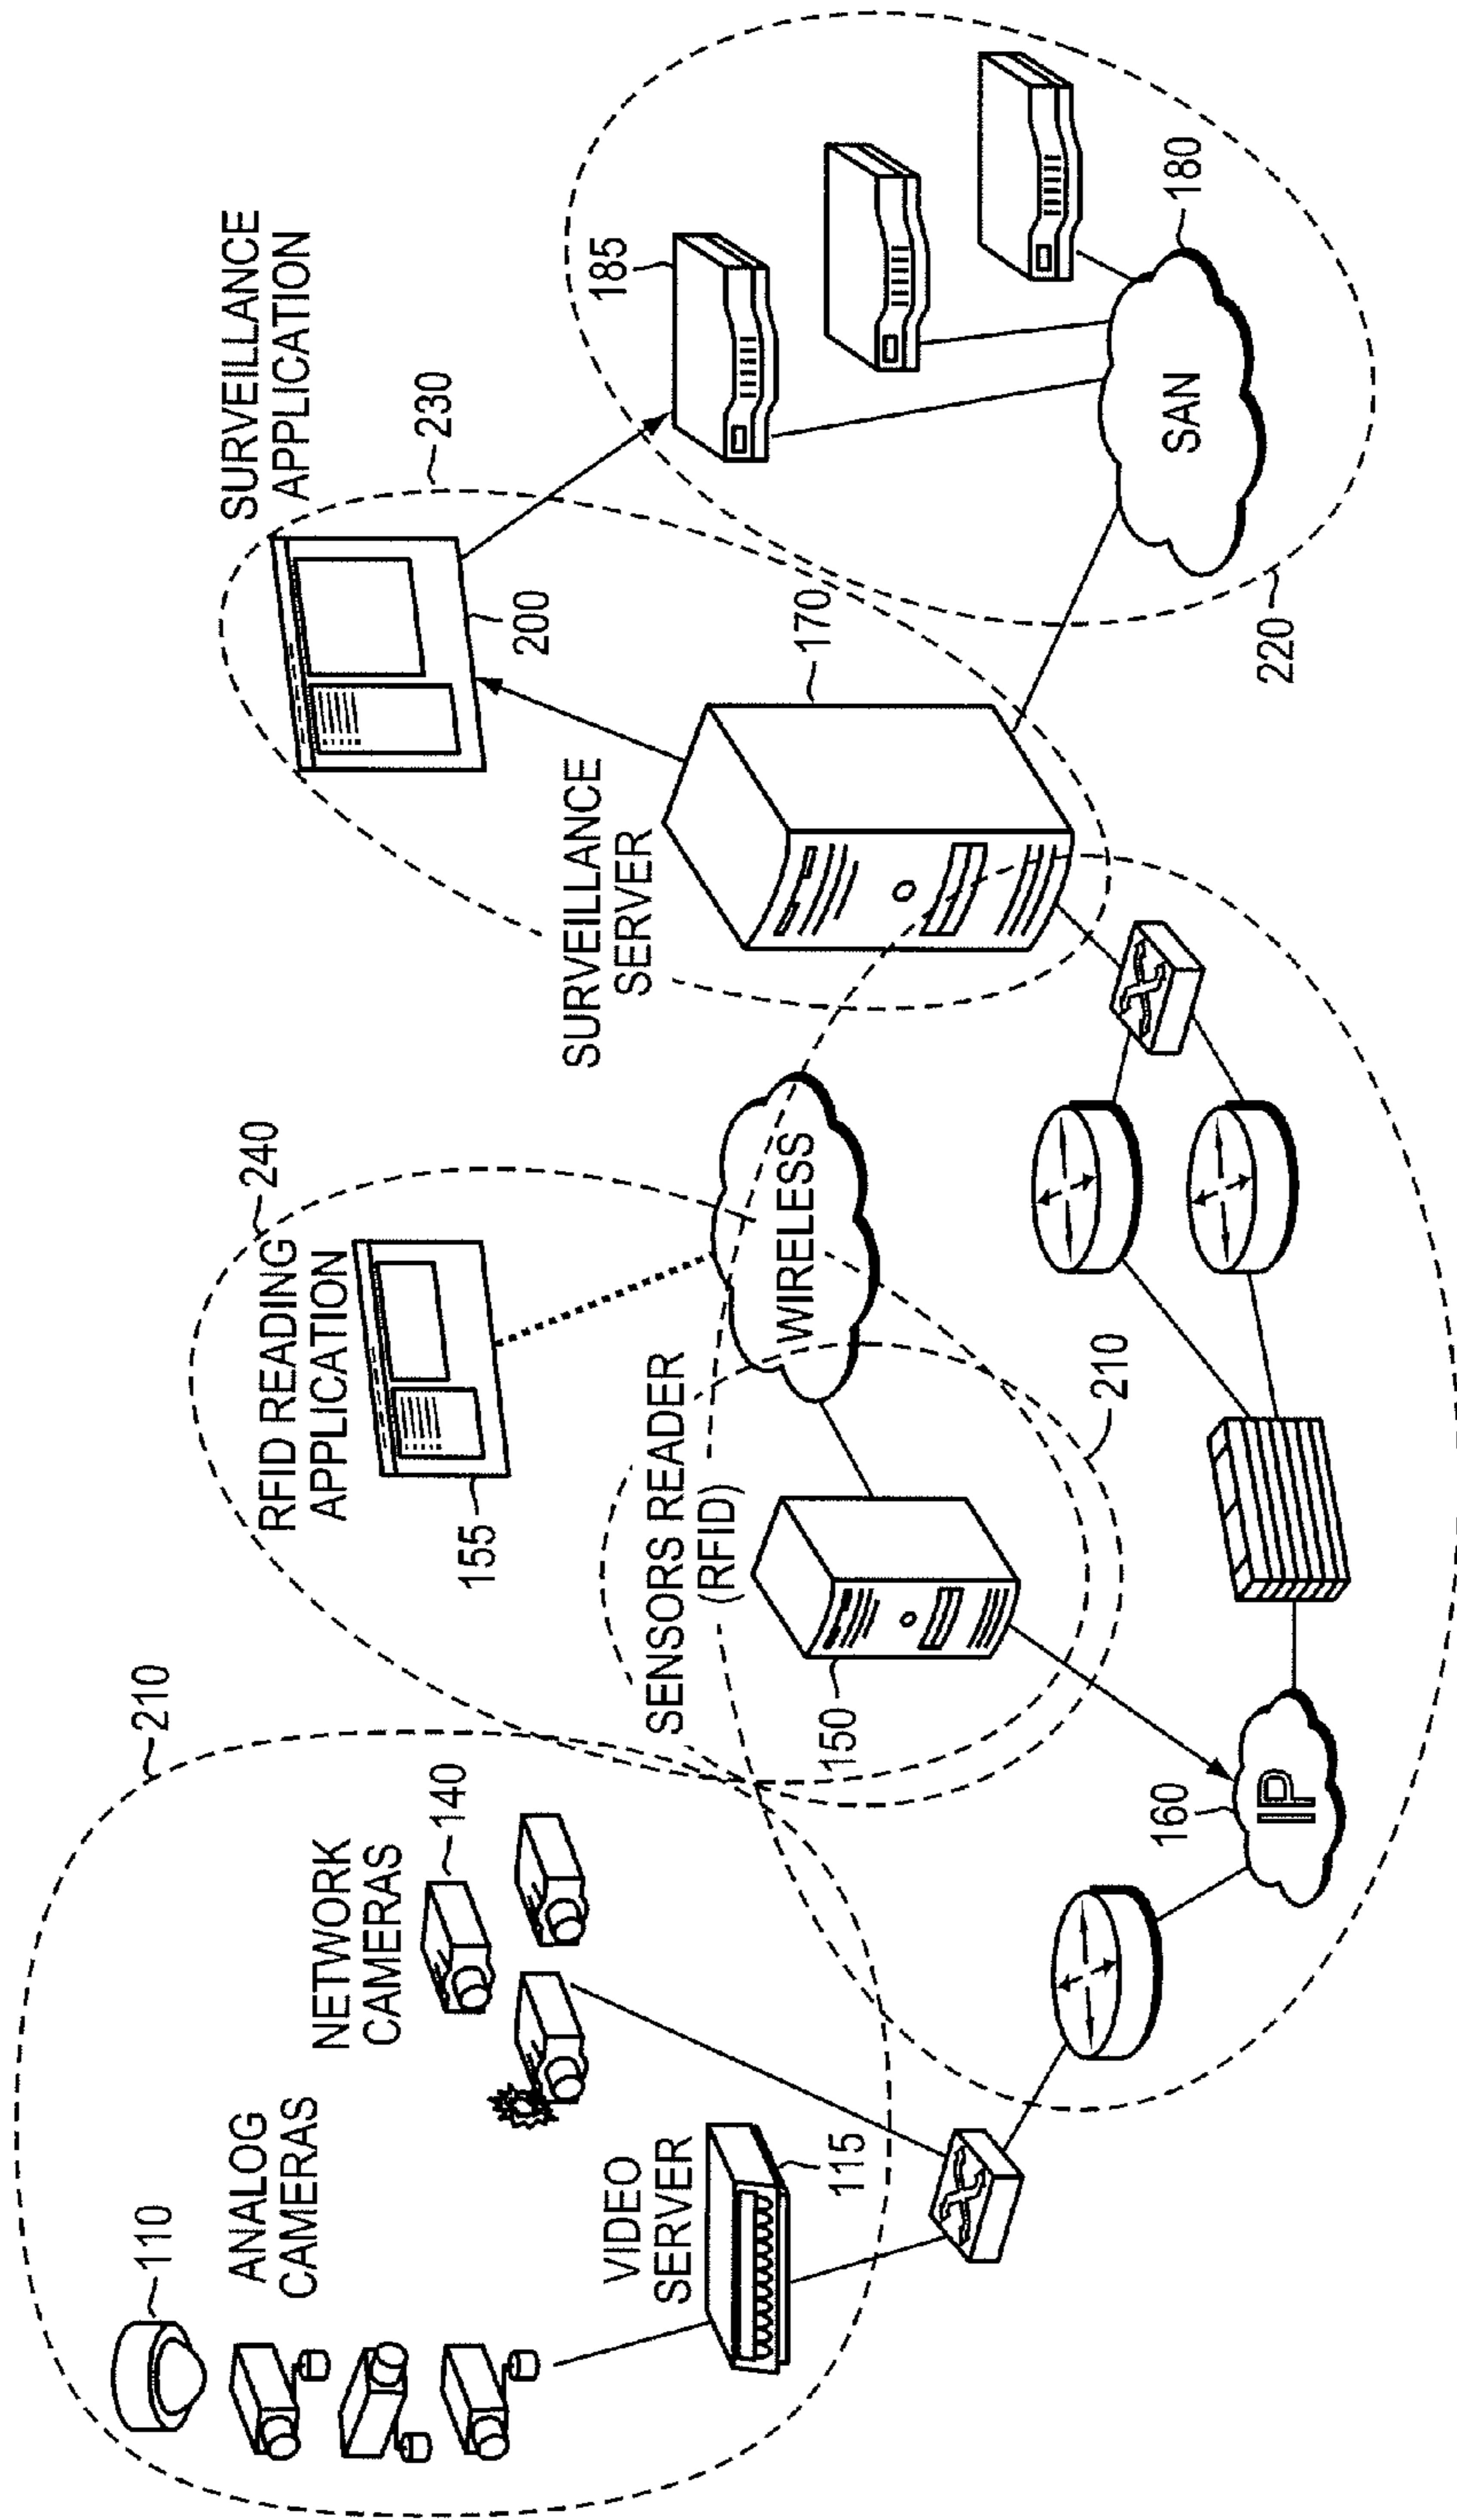 110
ANALOG
CAMERAS
NETWORK
CAMERAS
140
210
VIDEO
SERVER
115
RFID READING
APPLICATION
240
155
SENSORS READER
(RFID)
150
WIRELESS
210
160
IP
SURVEILLANCE
APPLICATION
230
200
SURVEILLANCE
SERVER
170
185
SAN
180
220